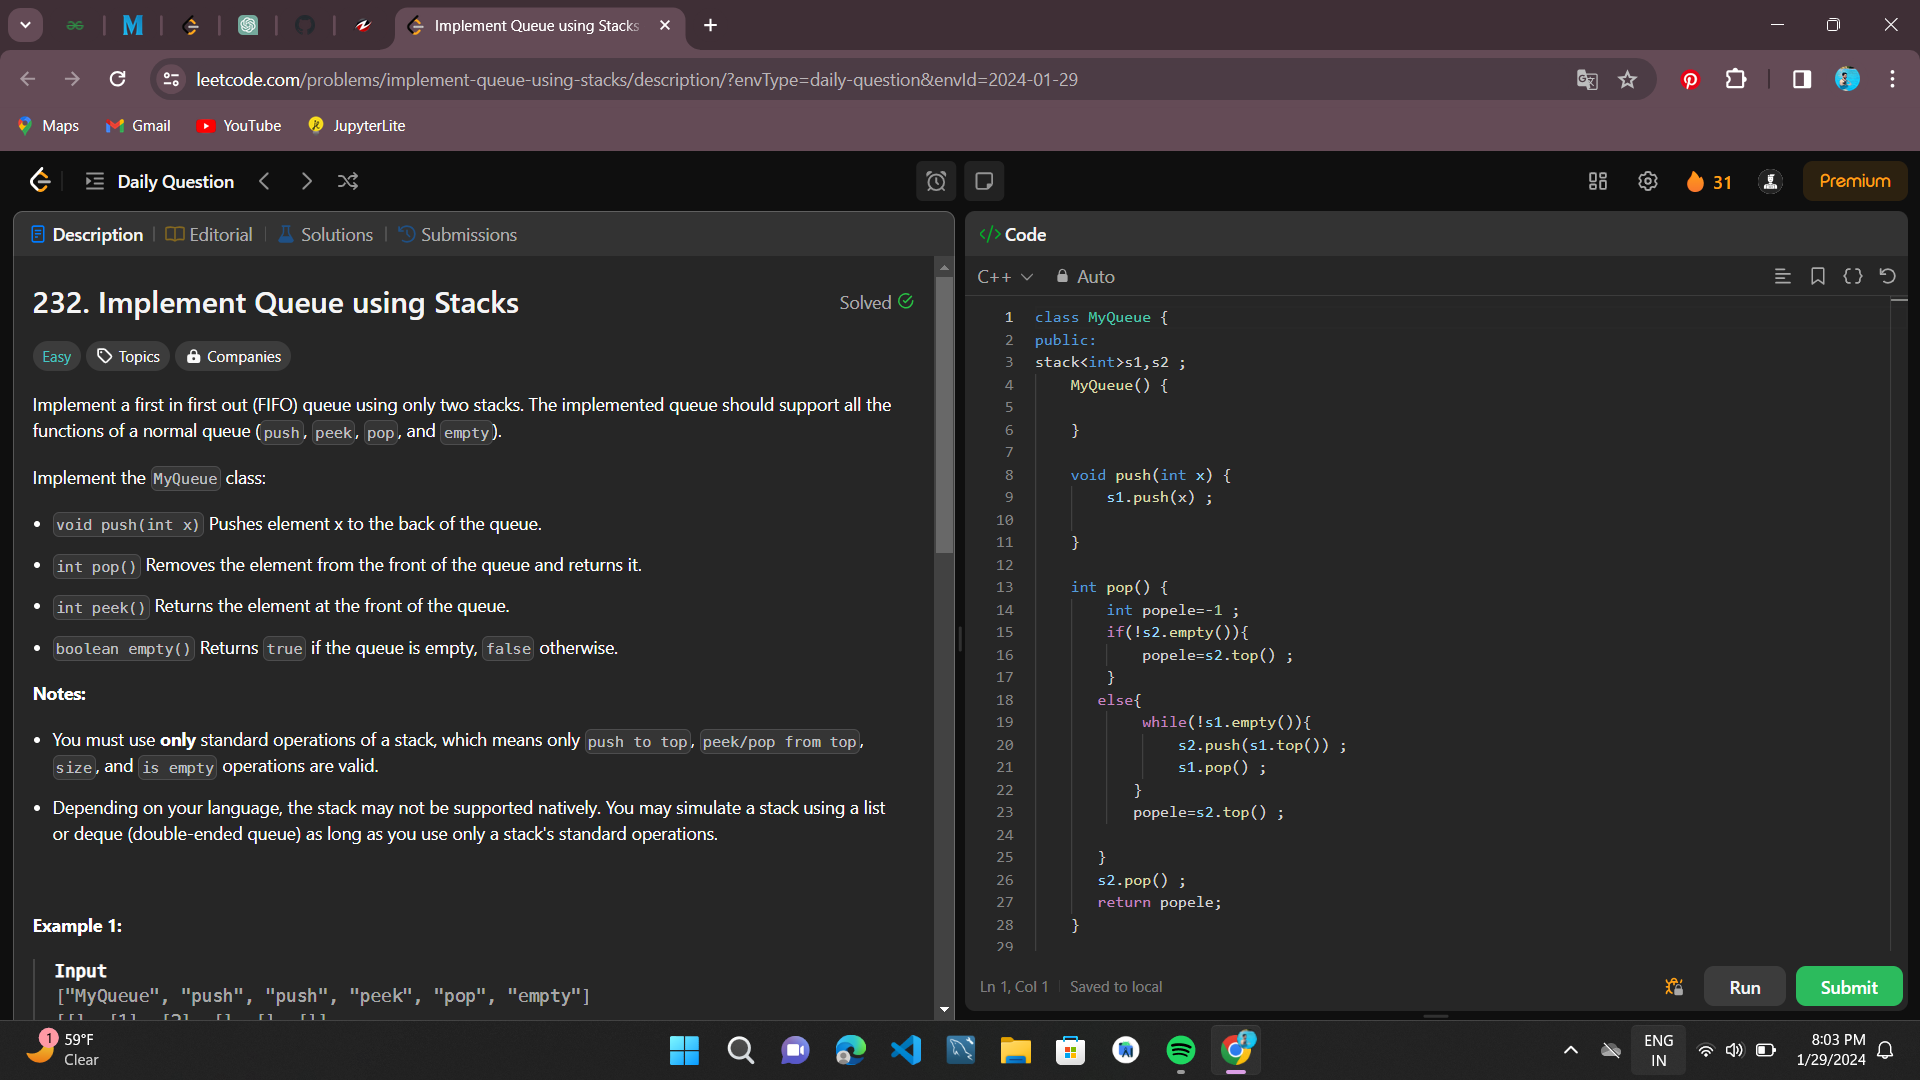 Implement Queue using Stacks
leetcode.com/problems/implement-queue-using-stacks/description/?envType=daily-question&envId=2024-01-29
Maps Gmail YouTube JupyterLite
Daily Question 31 Premium
Description Editorial Solutions Submissions
232. Implement Queue using Stacks Solved
Easy Topics Companies
Implement a first in first out (FIFO) queue using only two stacks. The implemented queue should support all the
functions of a normal queue (push, peek, pop, and empty).
Implement the MyQueue class:
• void push(int x) Pushes element x to the back of the queue.
• int pop() Removes the element from the front of the queue and returns it.
• int peek() Returns the element at the front of the queue.
• boolean empty() Returns true if the queue is empty, false otherwise.
Notes:
• You must use only standard operations of a stack, which means only push to top, peek/pop from top,
size, and is empty operations are valid.
• Depending on your language, the stack may not be supported natively. You may simulate a stack using a list
or deque (double-ended queue) as long as you use only a stack's standard operations.
Example 1:
Input
["MyQueue", "push", "push", "peek", "pop", "empty"]
[[], [1], [2], [], [], []]
</> Code
C++ Auto
1 class MyQueue {
2 public:
3 stack<int>s1,s2 ;
4 MyQueue() {
5
6 }
7
8 void push(int x) {
9 s1.push(x) ;
10
11 }
12
13 int pop() {
14 int popele=-1 ;
15 if(!s2.empty()){
16 popele=s2.top() ;
17 }
18 else{
19 while(!s1.empty()){
20 s2.push(s1.top()) ;
21 s1.pop() ;
22 }
23 popele=s2.top() ;
24
25 }
26 s2.pop() ;
27 return popele;
28 }
29
Ln 1, Col 1 Saved to local
Run Submit
1 59°F
Clear
ENG
IN
8:03 PM
1/29/2024